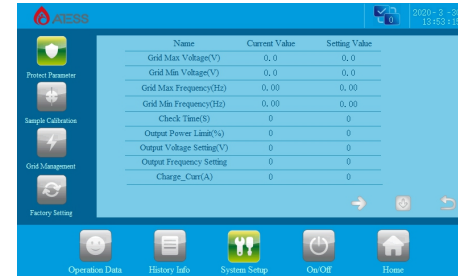 AESS
0
2020-3-30
13:53:15
Name Current Value Setting Value
Grid Max Voltage(V) 0.0 0.0
Grid Min Voltage(V) 0.0 0.0
Grid Max Frequency(Hz) 0.00 0.00
Grid Min Frequency(Hz) 0.00 0.00
Check Time(S) 0 0
Output Power Limit(%) 0 0
Output Voltage Setting(V) 0 0
Output Frequency Setting 0 0
Charge_Curr(A) 0 0
Protect Parameter
Sample Calibration
Grid Management
Factory Setting
Operation Data History Info System Setup On/Off Home